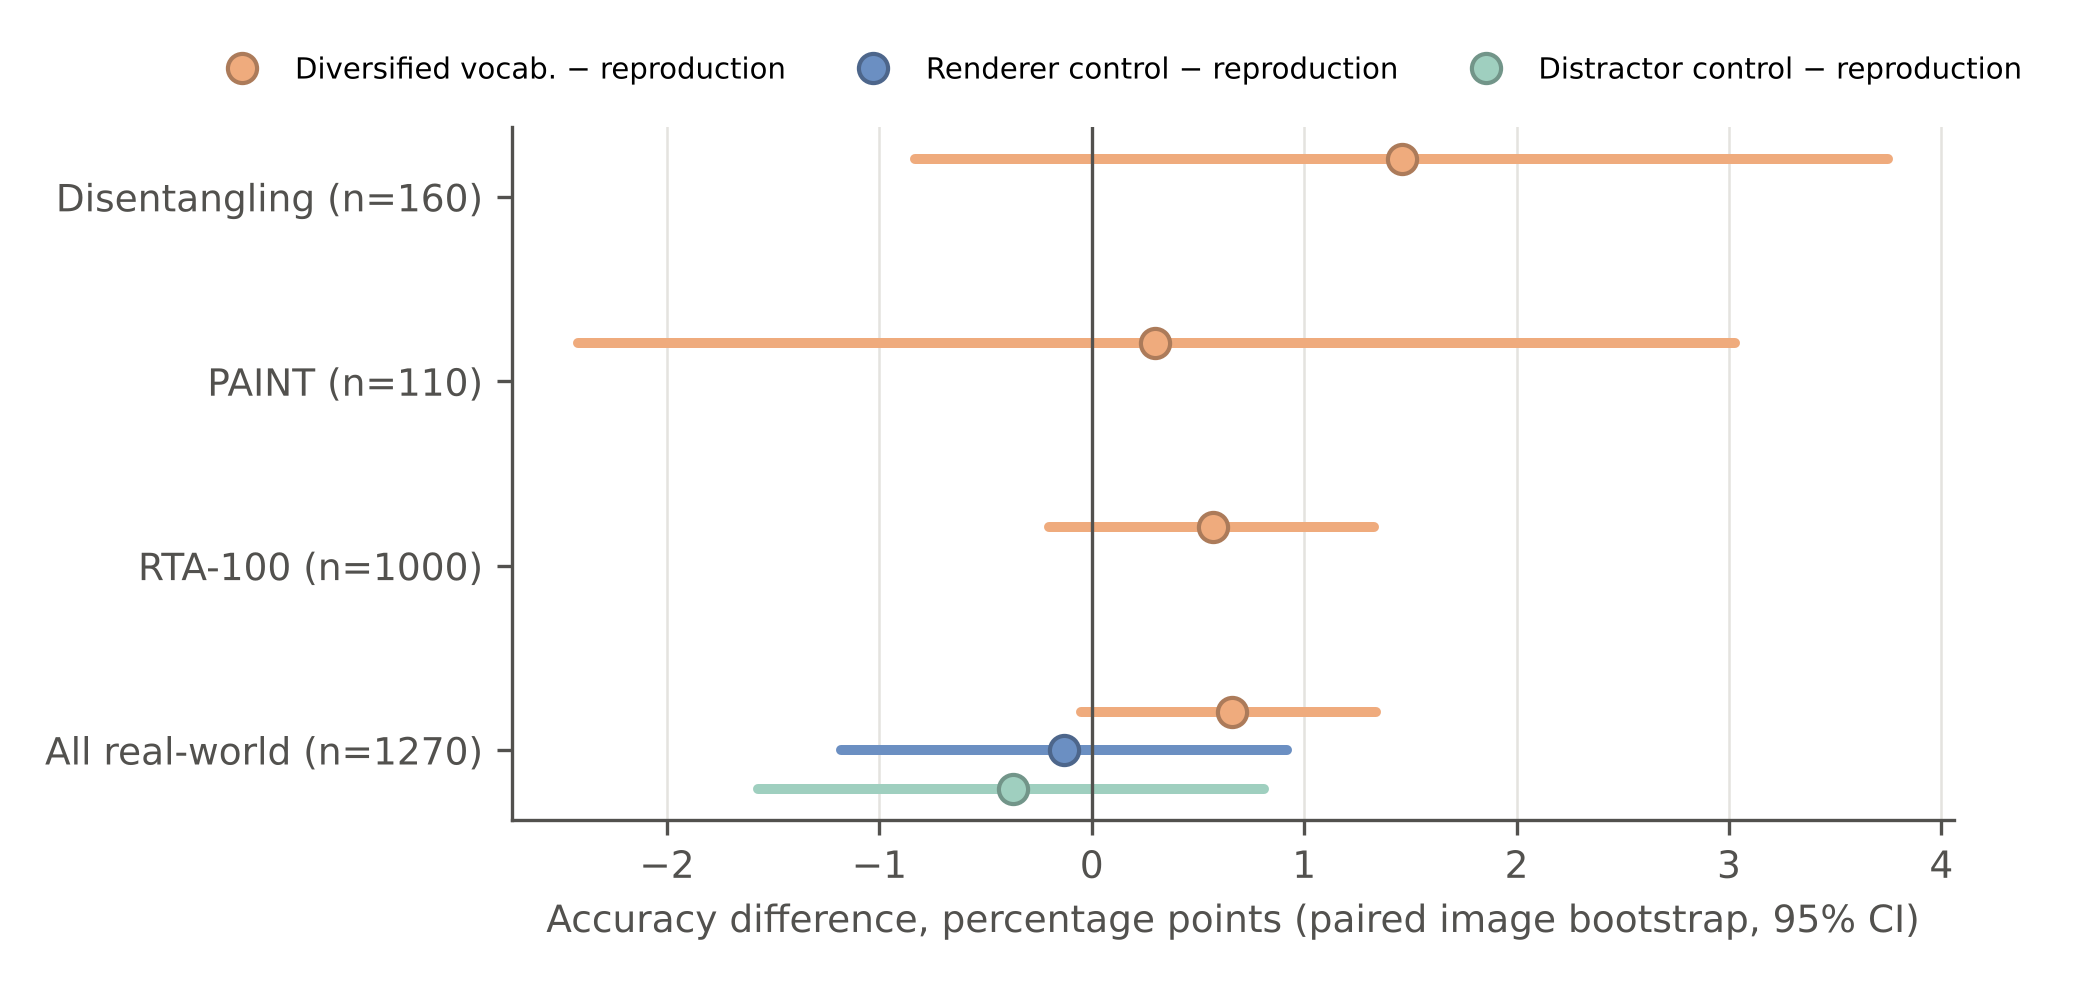 Diversified vocab. − reproduction
Renderer control − reproduction
Distractor control − reproduction
Disentangling (n=160)
PAINT (n=110)
RTA-100 (n=1000)
All real-world (n=1270)
−2 −1 0 1 2 3 4
Accuracy difference, percentage points (paired image bootstrap, 95% CI)